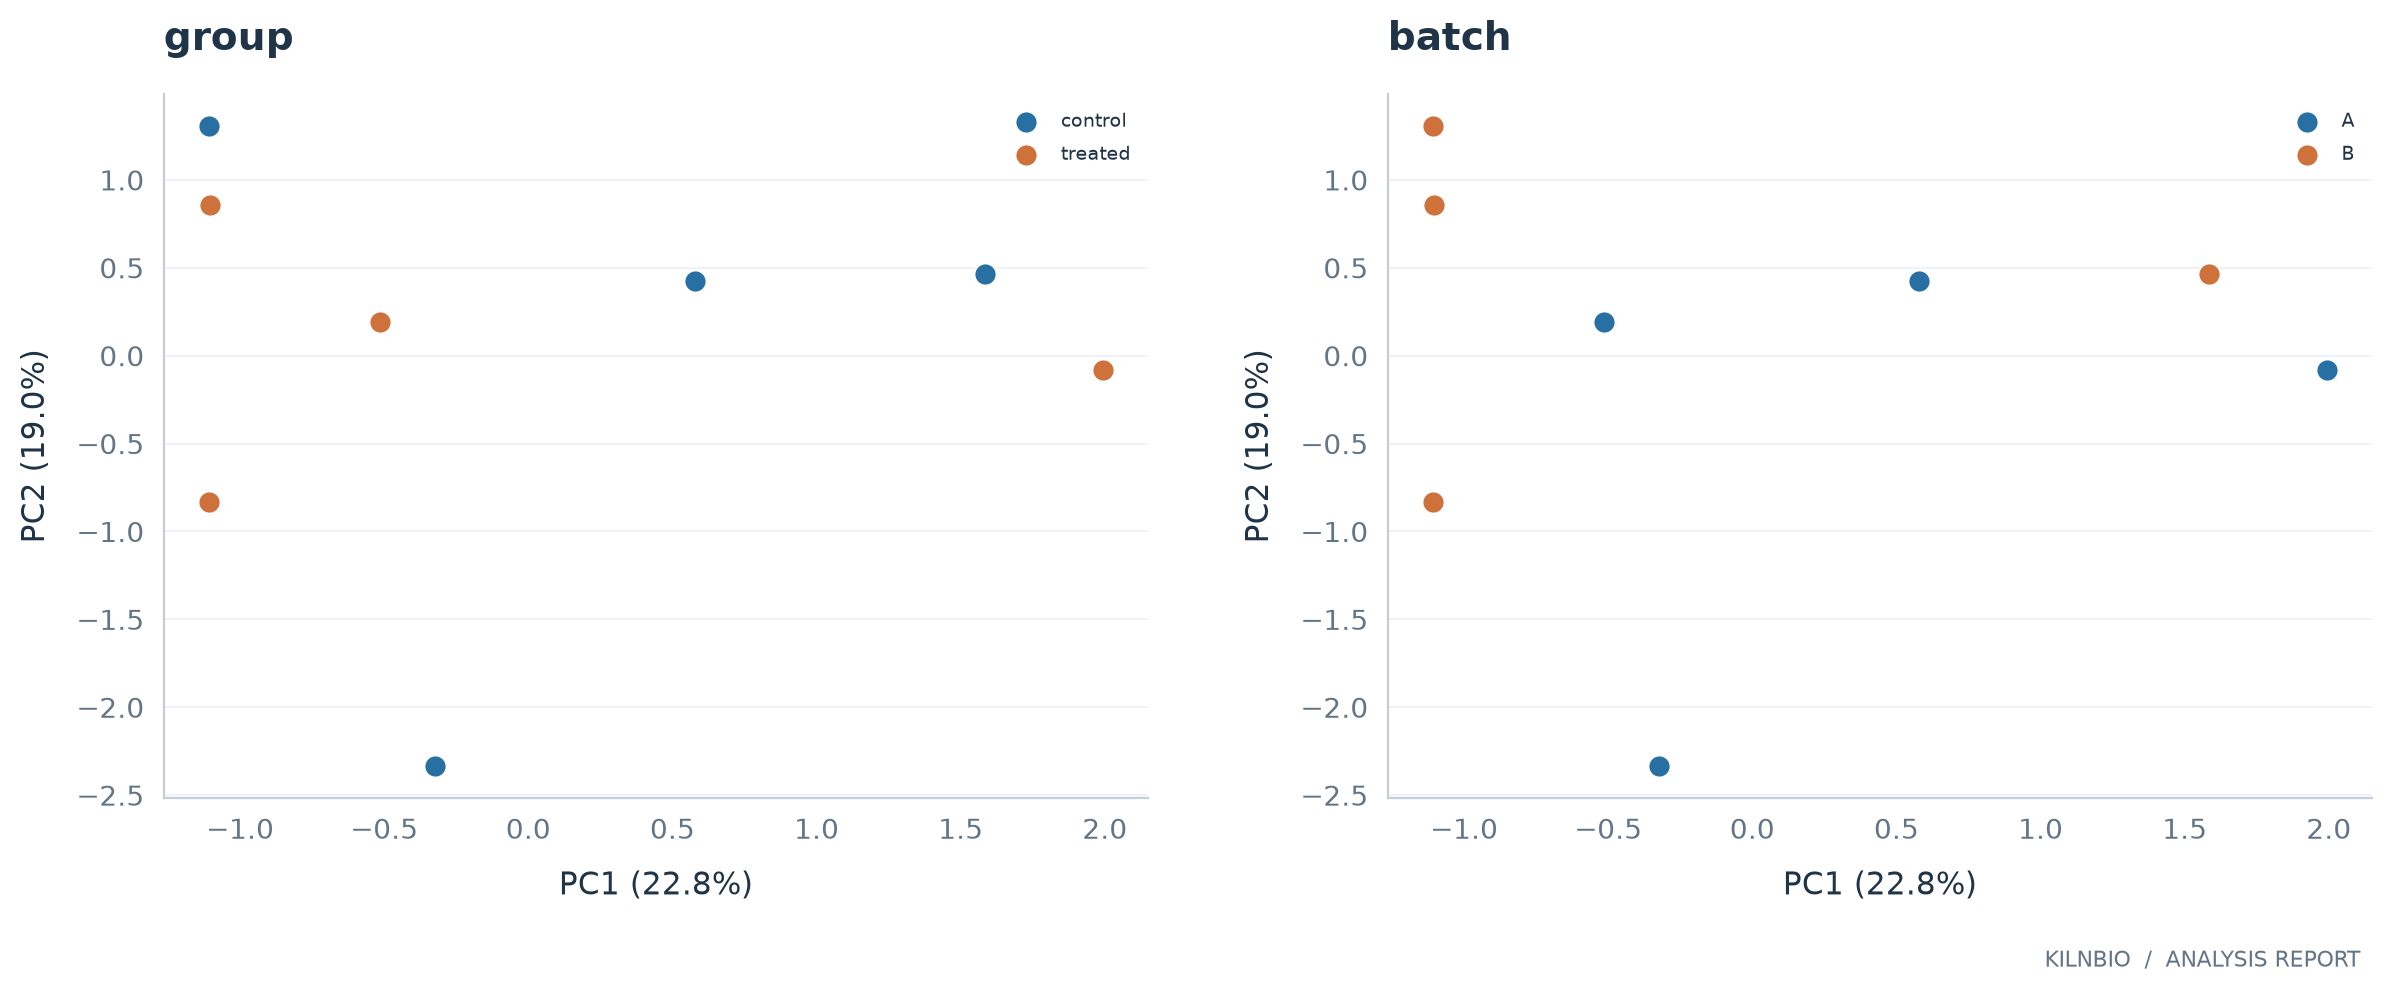 group
control
treated
1.0
0.5
0.0
−0.5
−1.0
−1.5
−2.0
−2.5
PC2 (19.0%)
−1.0 −0.5 0.0 0.5 1.0 1.5 2.0
PC1 (22.8%)
batch
A
B
1.0
0.5
0.0
−0.5
−1.0
−1.5
−2.0
−2.5
PC2 (19.0%)
−1.0 −0.5 0.0 0.5 1.0 1.5 2.0
PC1 (22.8%)
KILNBIO / ANALYSIS REPORT